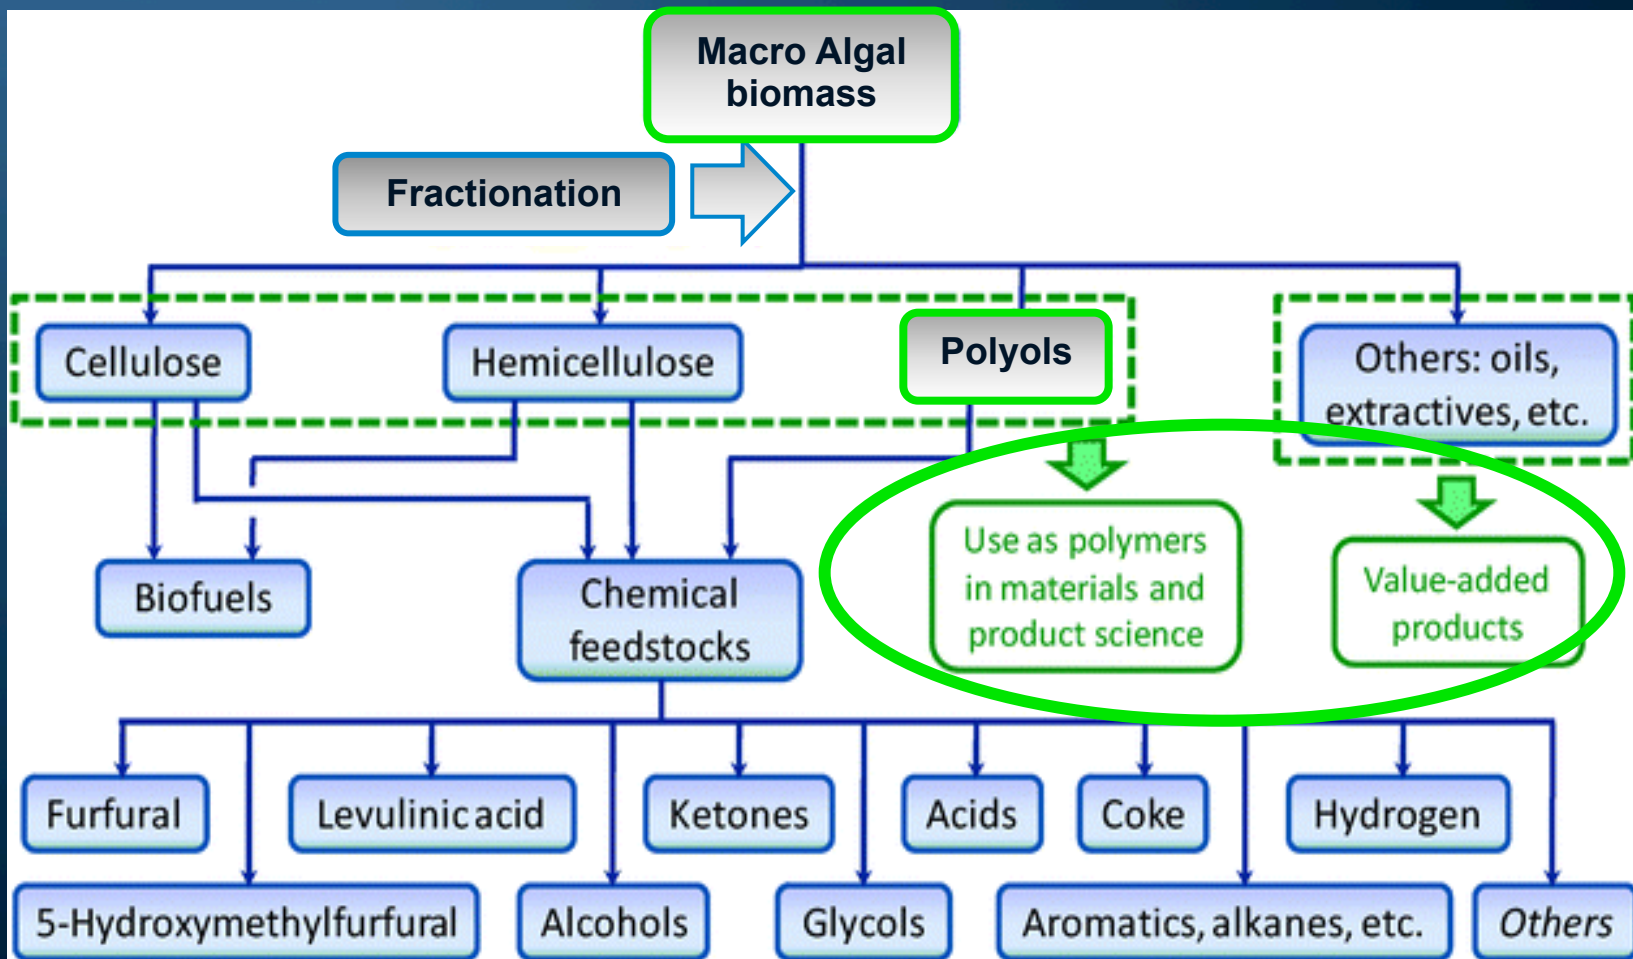 Macro Algal
biomass
Fractionation
Cellulose
Hemicellulose
Polyols
Others: oils,
extractives, etc.
Biofuels
Chemical
feedstocks
Use as polymers
in materials and
product science
Value-added
products
Furfural
Levulinic acid
Ketones
Acids
Coke
Hydrogen
5-Hydroxymethylfurfural
Alcohols
Glycols
Aromatics, alkanes, etc.
Others